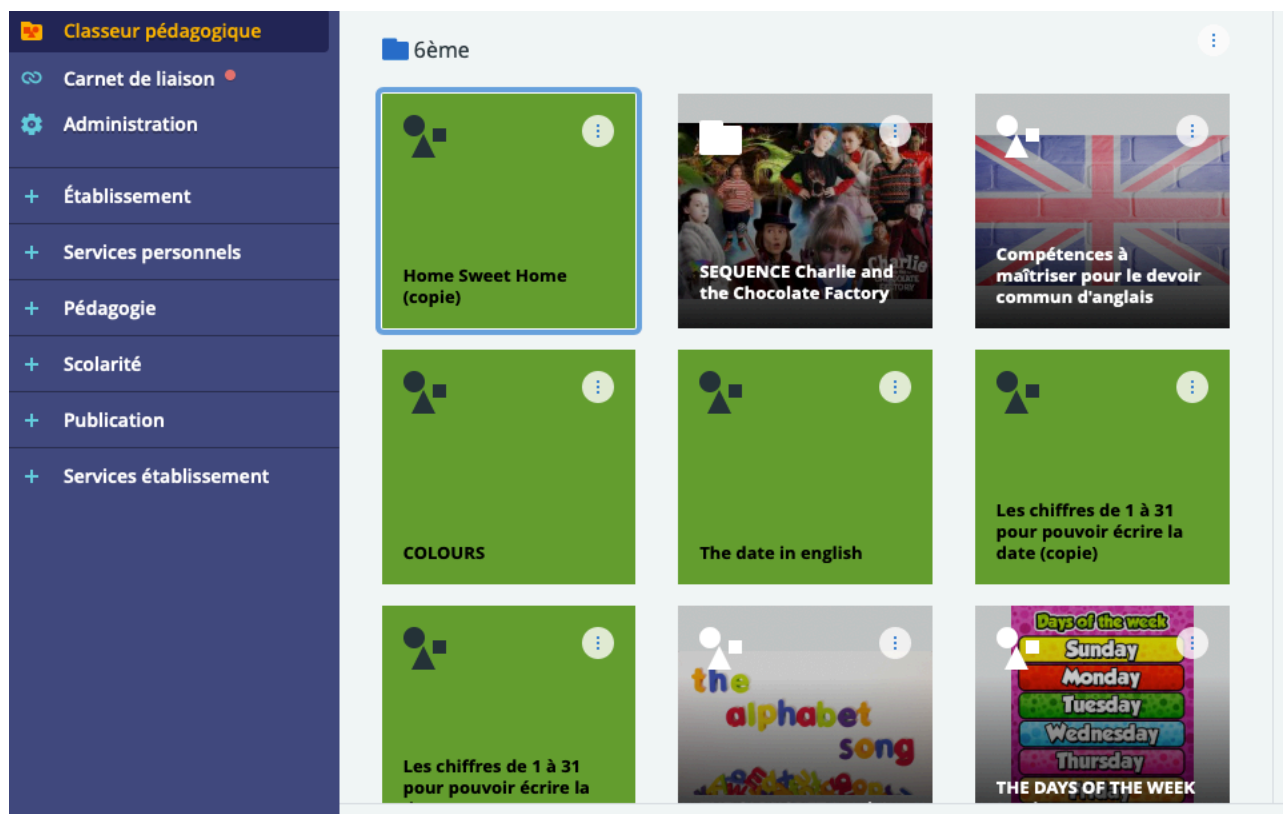 Classeur pédagogique
Carnet de liaison
Administration
Établissement
Services personnels
Pédagogie
Scolarité
Publication
Services établissement
6ème
Home Sweet Home
(copie)
Charlie
SEQUENCE Charlie and
the Chocolate Factory
Compétences à
maîtriser pour le devoir
commun d'anglais
COLOURS
The date in english
Les chiffres de 1 à 31
pour pouvoir écrire la
date (copie)
Les chiffres de 1 à 31
pour pouvoir écrire la
the
alphabet
song
Days of the week
Sunday
Monday
Tuesday
Wednesday
Thursday
Friday
THE DAYS OF THE WEEK